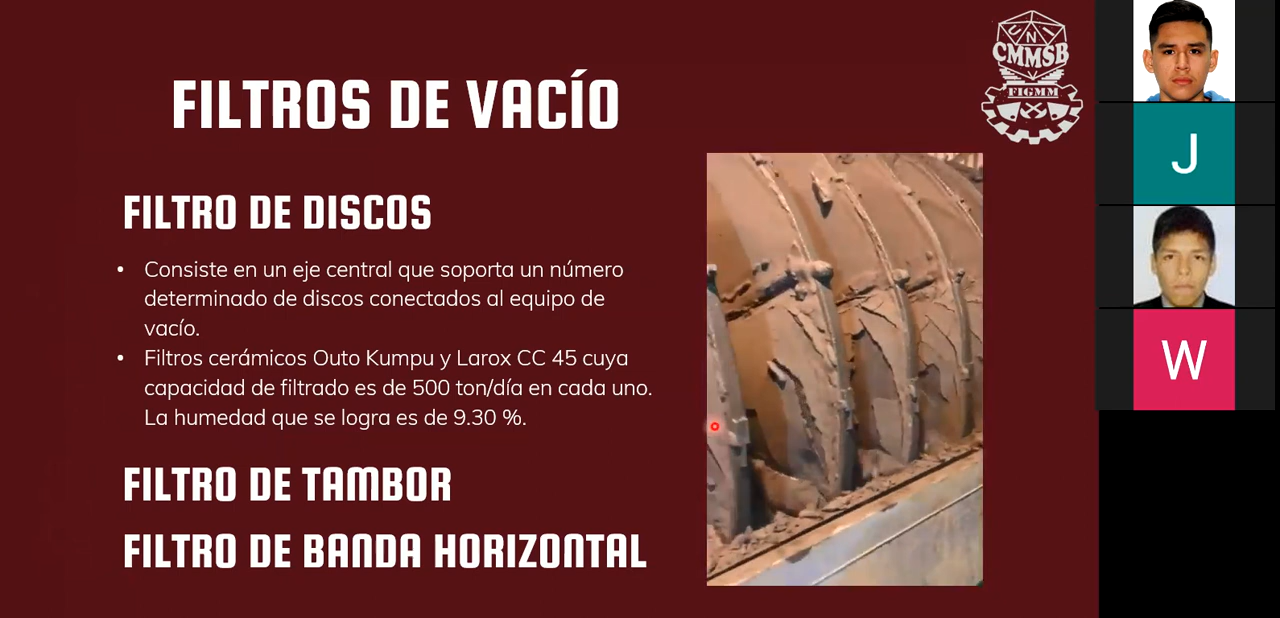 UNI
CMMSB
FIGMM
FILTROS DE VACÍO
FILTRO DE DISCOS
• Consiste en un eje central que soporta un número
determinado de discos conectados al equipo de
vacío.
• Filtros cerámicos Outo Kumpu y Larox CC 45 cuya
capacidad de filtrado es de 500 ton/día en cada uno.
La humedad que se logra es de 9.30 %.
FILTRO DE TAMBOR
FILTRO DE BANDA HORIZONTAL
J
W